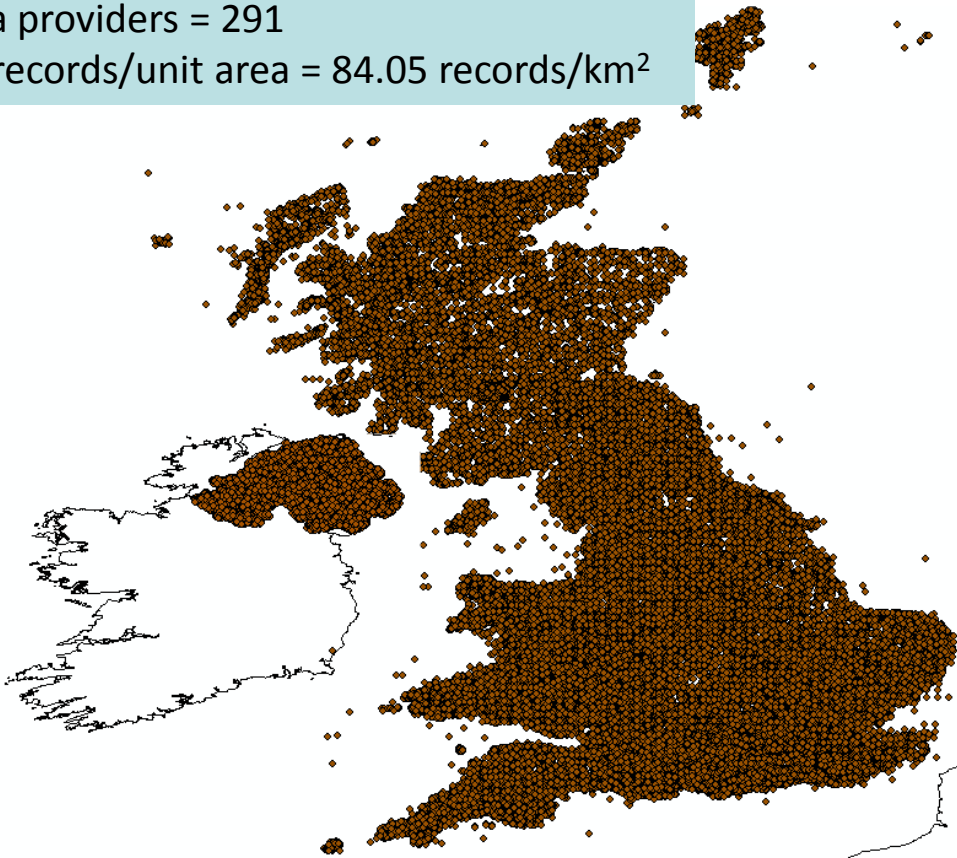 a providers = 291
records/unit area = 84.05 records/km²